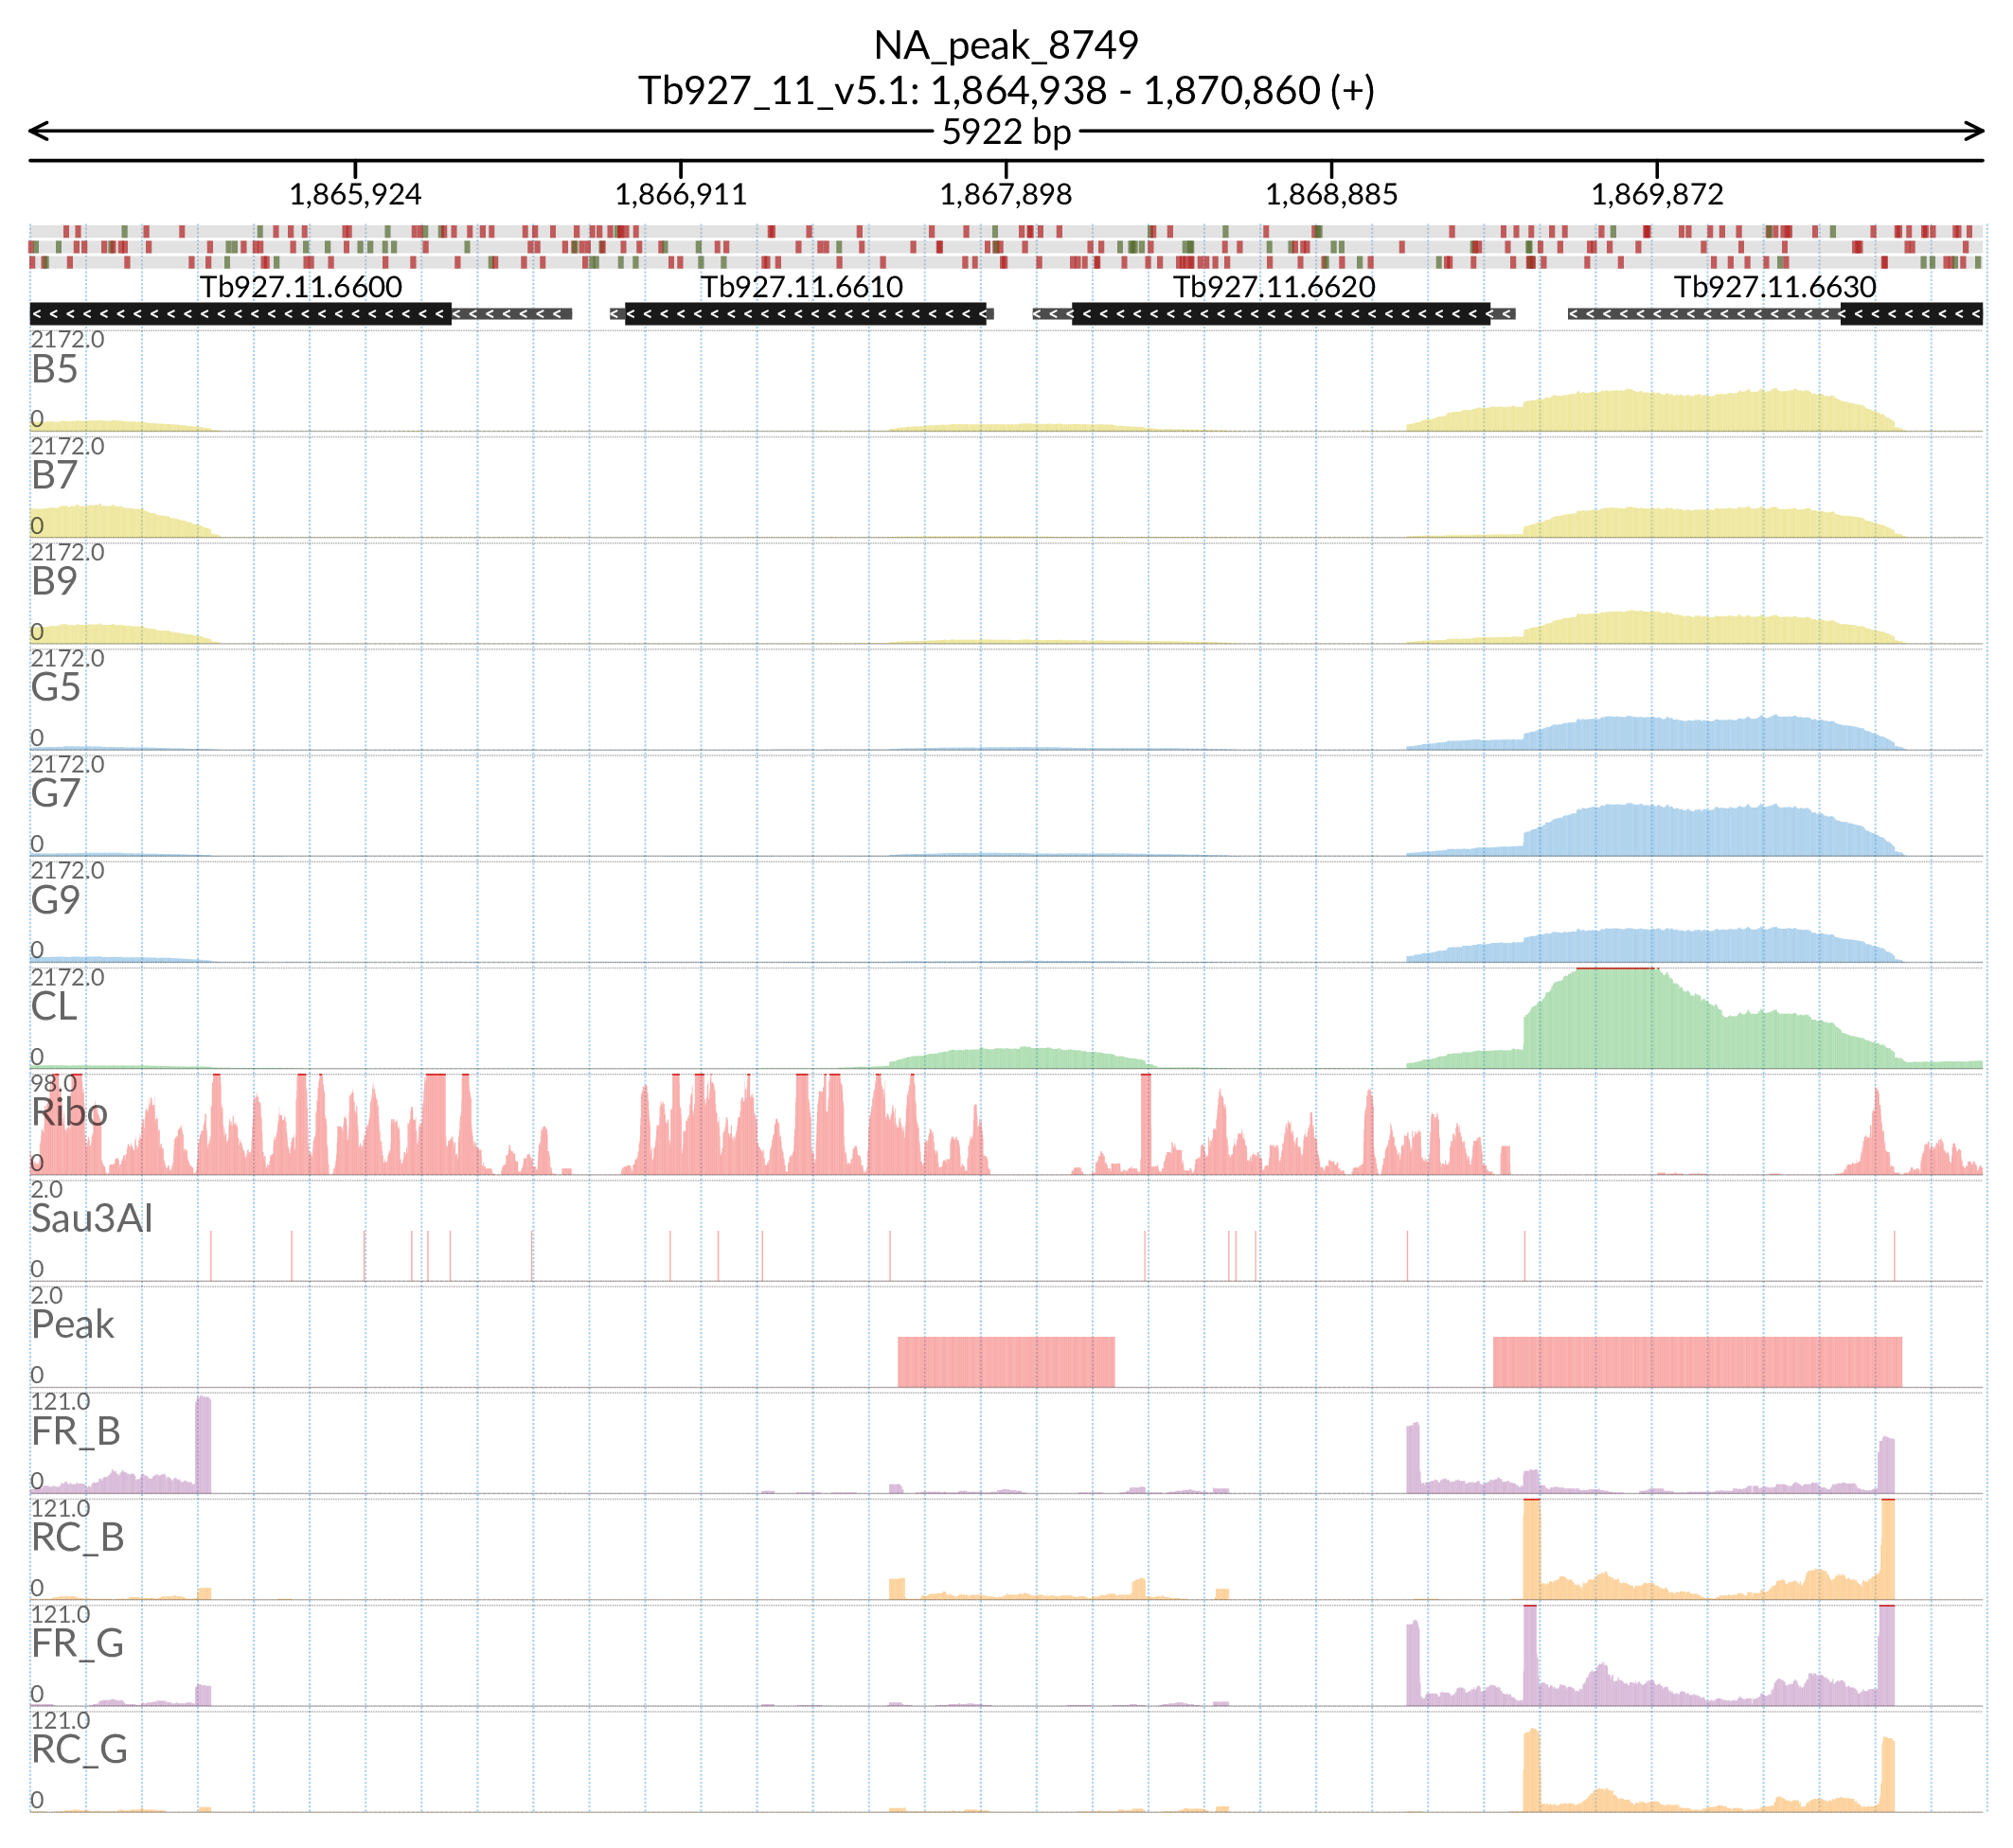 NA_peak_8749
Tb927_11_v5.1: 1,864,938 - 1,870,860 (+)
5922 bp
1,865,924 1,866,911 1,867,898 1,868,885 1,869,872
Tb927.11.6600 Tb927.11.6610 Tb927.11.6620 Tb927.11.6630
2172.0
B5
0
2172.0
B7
0
2172.0
B9
0
2172.0
G5
0
2172.0
G7
0
2172.0
G9
0
2172.0
CL
0
98.0
Ribo
0
2.0
Sau3AI
0
2.0
Peak
0
121.0
FR_B
0
121.0
RC_B
0
121.0
FR_G
0
121.0
RC_G
0